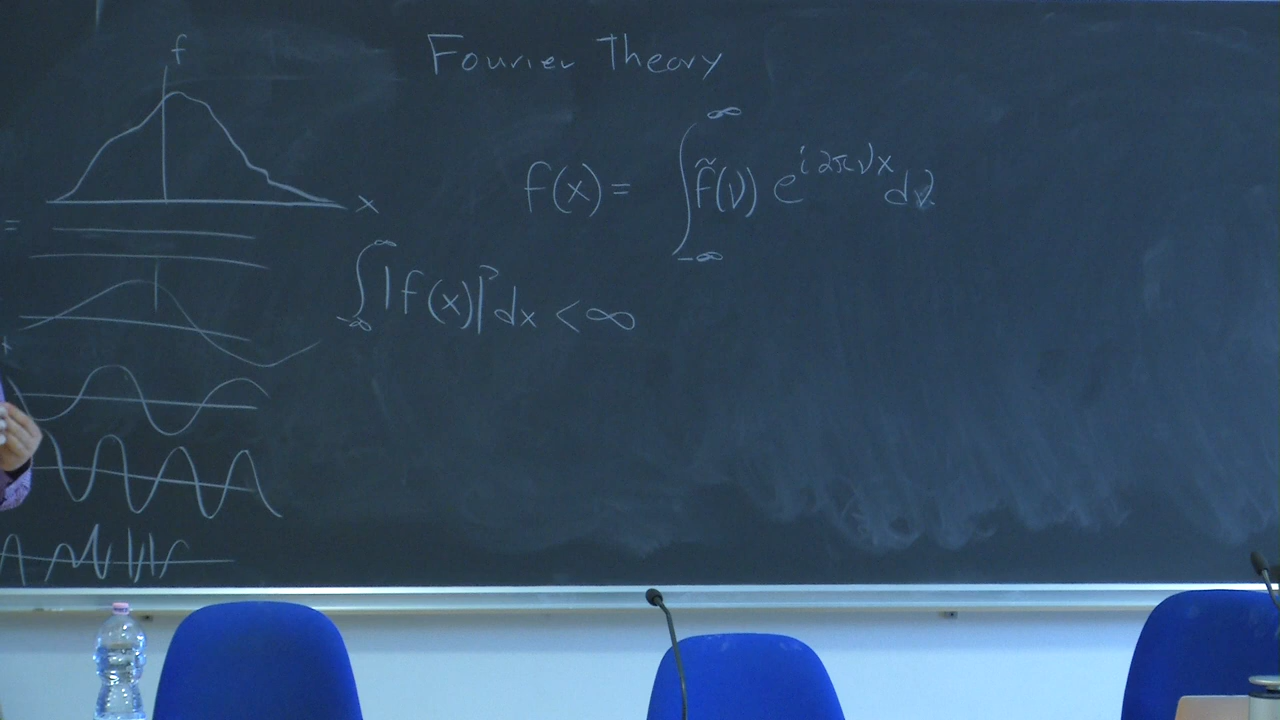 Fourier Theory
f
x
=
f(x) = ∫_{-∞}^{∞} f̃(ν) e^{i2πνx} dν
∫_{-∞}^{∞} |f(x)|² dx < ∞
+